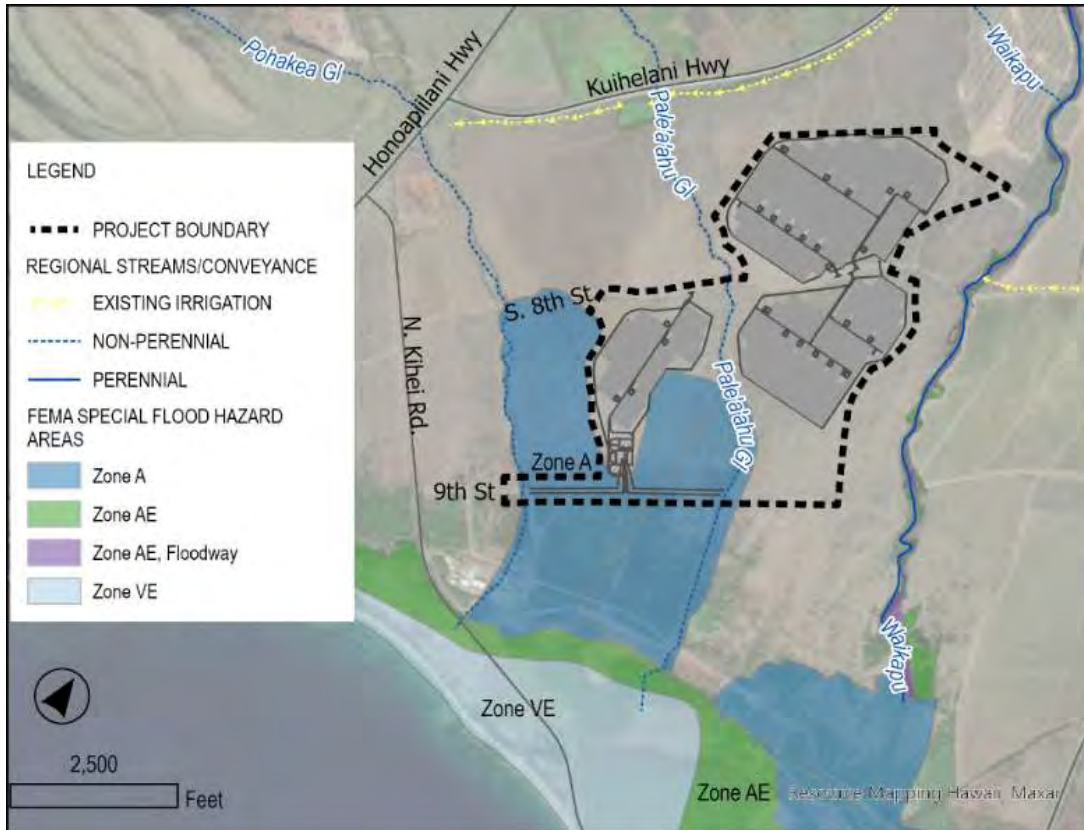 Pohakea Gl
Honoapiilani Hwy
Kuihelani Hwy
Pale'a'ahu Gl
Waikapu
LEGEND
PROJECT BOUNDARY
REGIONAL STREAMS/CONVEYANCE
EXISTING IRRIGATION
NON-PERENNIAL
PERENNIAL
FEMA SPECIAL FLOOD HAZARD
AREAS
Zone A
Zone AE
Zone AE, Floodway
Zone VE
N. Kihei Rd.
S. 8th St
Zone A
9th St
Pale'a'ahu Gl
Waikapu
Zone VE
Zone AE
2,500
Feet
Resource Mapping Hawaii, Maxar